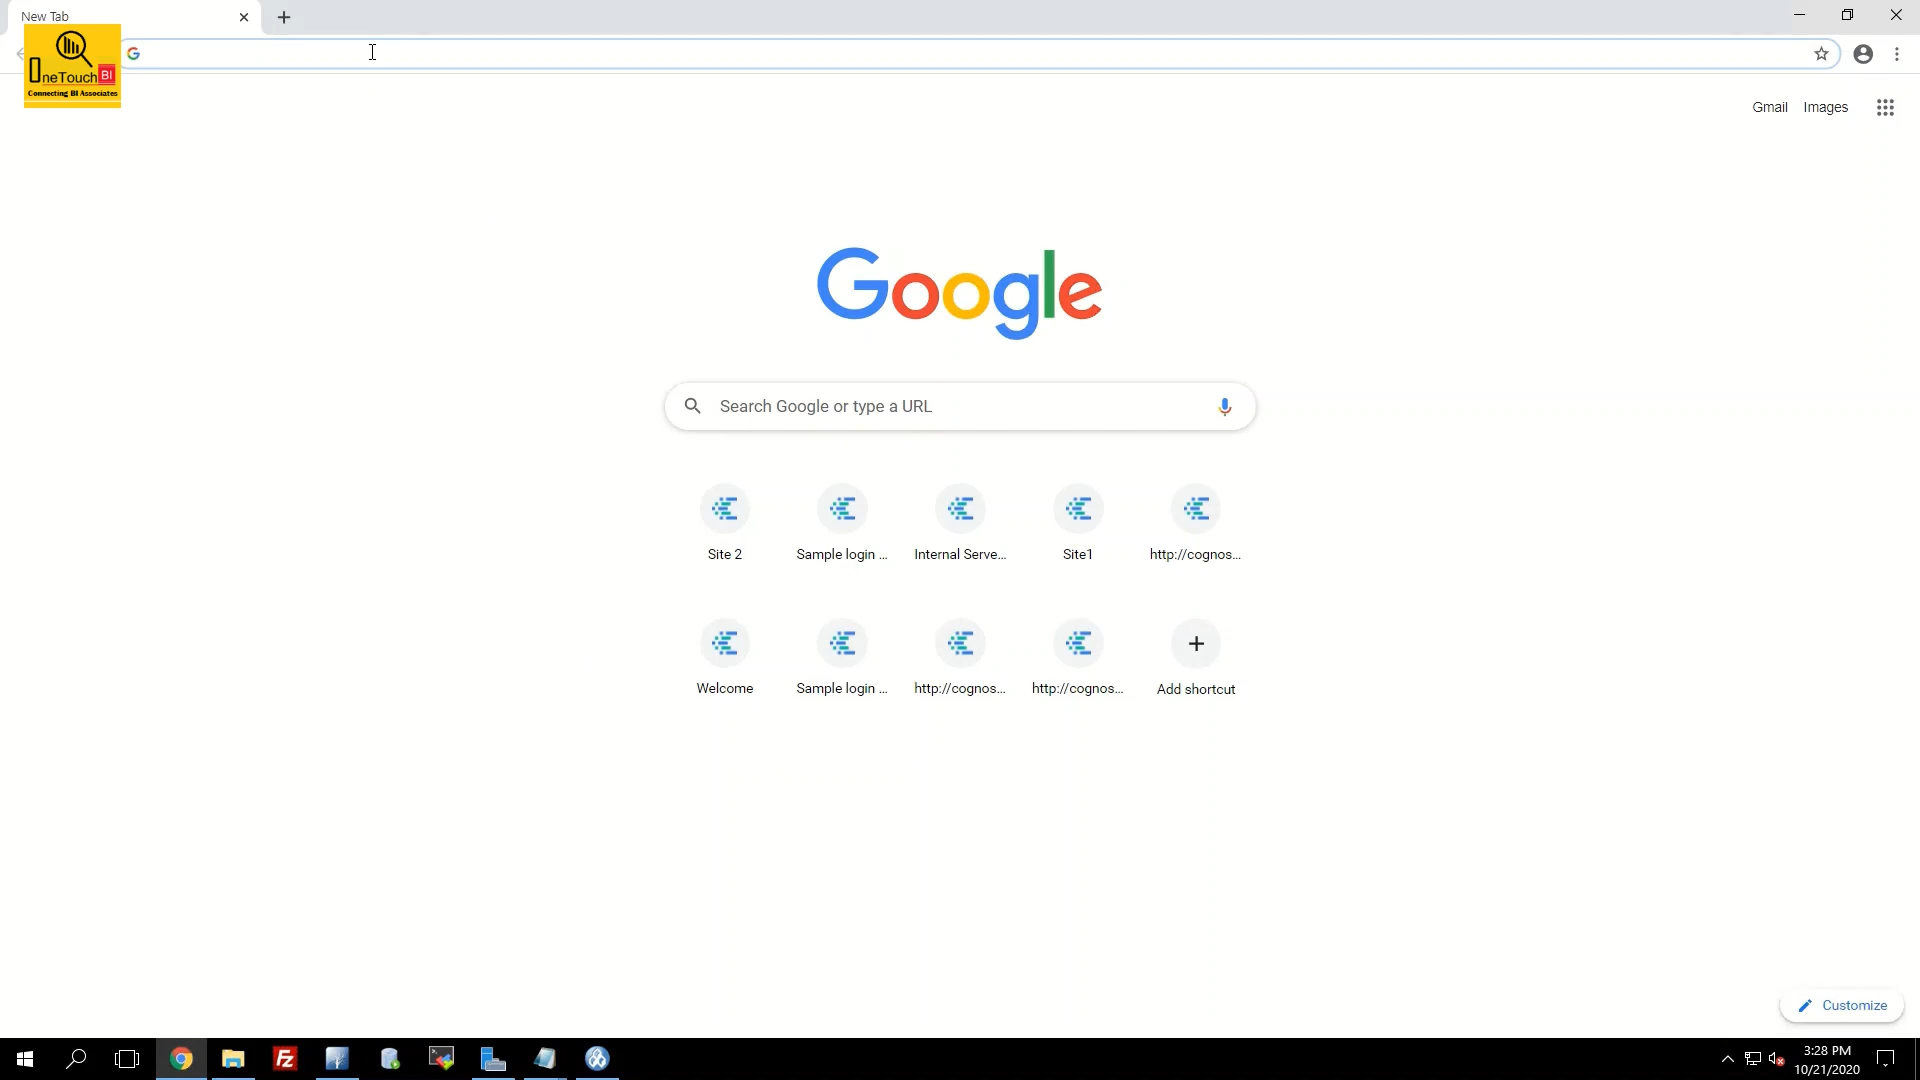 New Tab
OneTouch BI
Connecting BI Associates
Gmail Images
Google
Search Google or type a URL
Site 2 Sample login ... Internal Serve... Site1 http://cognos...
Welcome Sample login ... http://cognos... http://cognos... Add shortcut
Customize
Fz
3:28 PM
10/21/2020